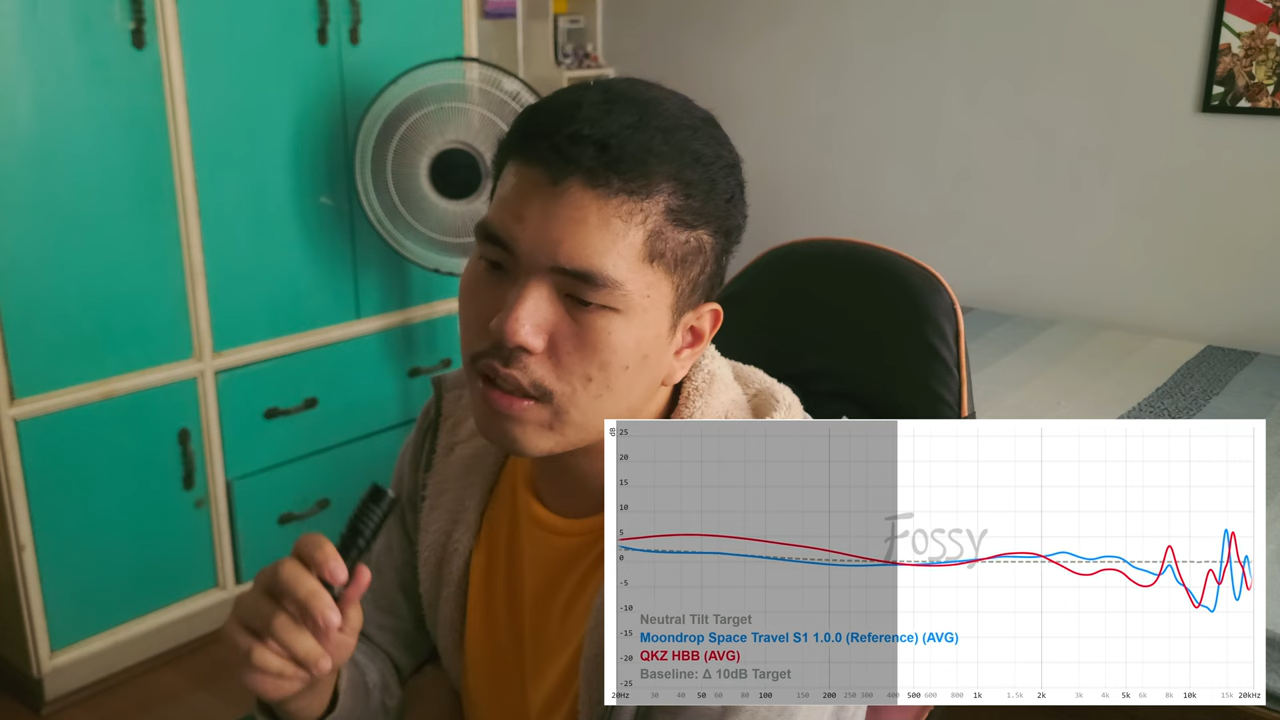 dB
25
20
15
10
5
0
-5
-10
-15
-20
-25
Fossy
Neutral Tilt Target
Moondrop Space Travel S1 1.0.0 (Reference) (AVG)
QKZ HBB (AVG)
Baseline: Δ 10dB Target
20Hz 30 40 50 60 100 150 200 250 300 400 500 600 800 1k 1.5k 2k 3k 4k 5k 6k 8k 10k 15k 20kHz